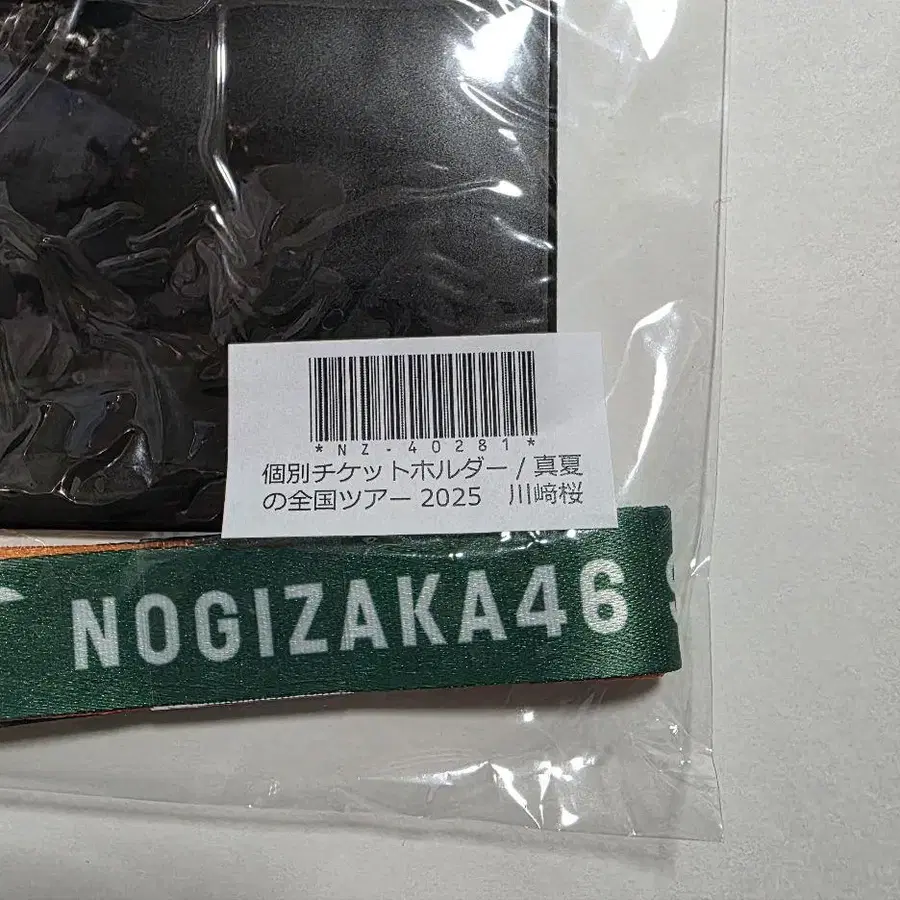 *NZ-40281*
個別チケットホルダー / 真夏
の全国ツアー 2025 川﨑桜
NOGIZAKA46